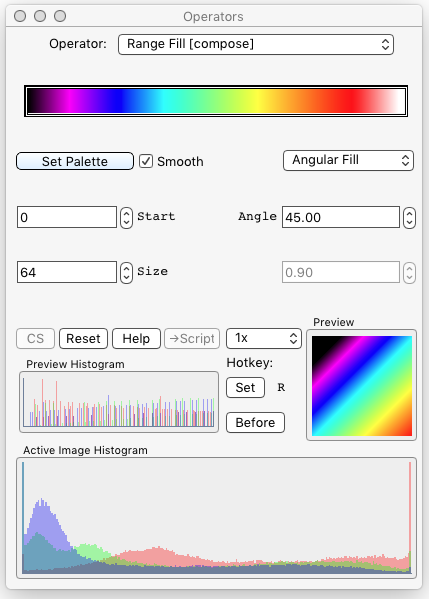 Operators
Operator: Range Fill [compose]
Set Palette Smooth Angular Fill
0 Start Angle 45.00
64 Size 0.90
CS Reset Help →Script 1x
Preview
Preview Histogram
Hotkey:
Set R
Before
Active Image Histogram